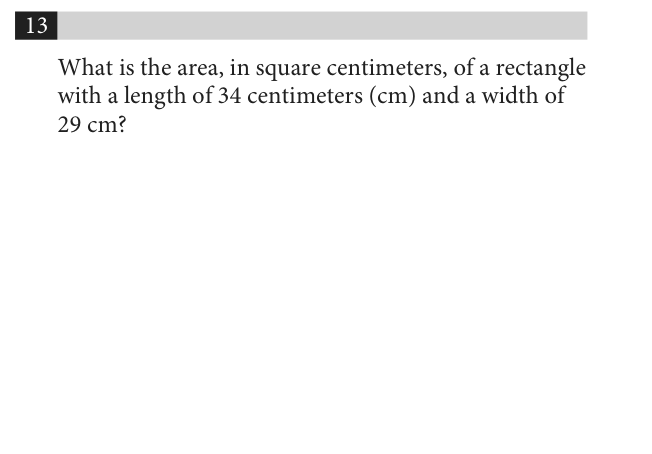 13
What is the area, in square centimeters, of a rectangle
with a length of 34 centimeters (cm) and a width of
29 cm?